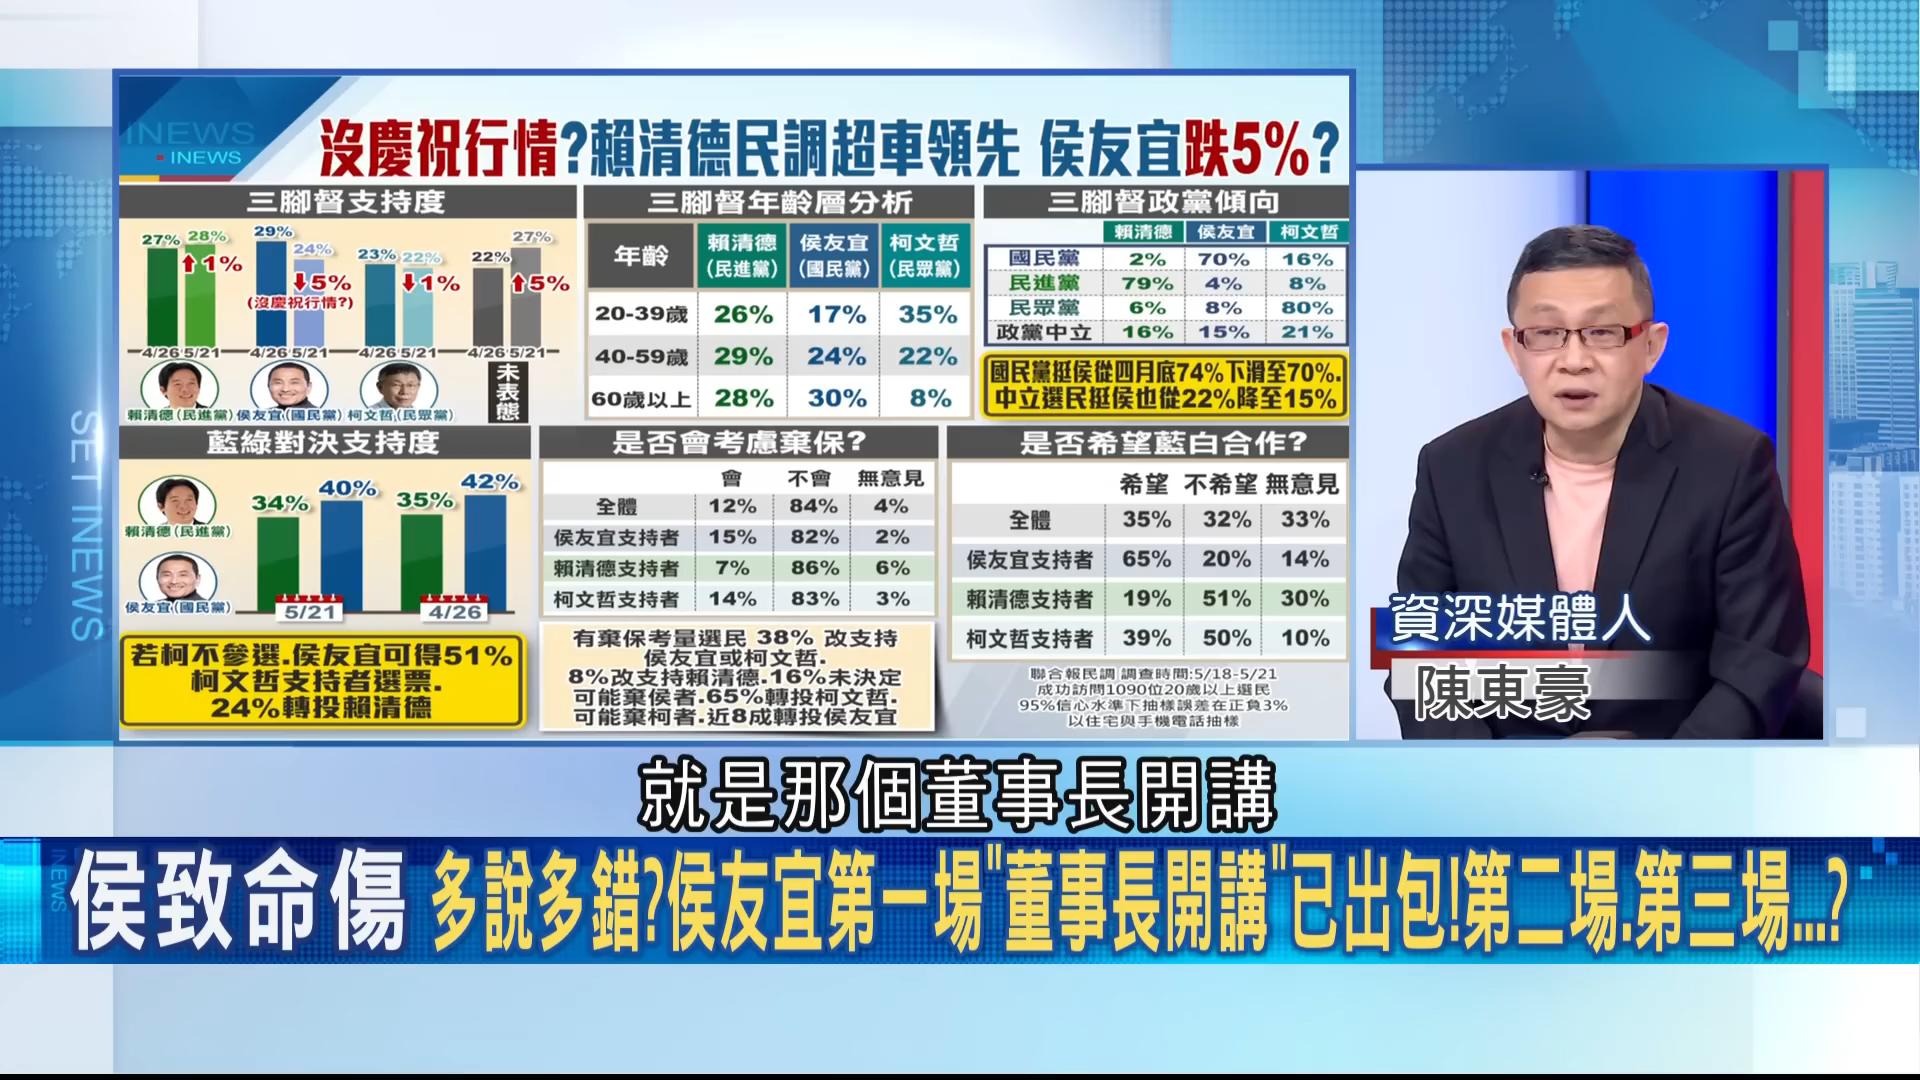 INEWS
INEWS
沒慶祝行情?賴清德民調超車領先 侯友宜跌5%?
三腳督支持度
27% 28% 29% 24% 23% 22% 22% 27%
↑1% ↓5% ↓1% ↑5%
(沒慶祝行情?)
4/26 5/21 4/26 5/21 4/26 5/21 4/26 5/21
賴清德(民進黨) 侯友宜(國民黨) 柯文哲(民眾黨) 未表態
三腳督年齡層分析
年齡 賴清德(民進黨) 侯友宜(國民黨) 柯文哲(民眾黨)
20-39歲 26% 17% 35%
40-59歲 29% 24% 22%
60歲以上 28% 30% 8%
三腳督政黨傾向
賴清德 侯友宜 柯文哲
國民黨 2% 70% 16%
民進黨 79% 4% 8%
民眾黨 6% 8% 80%
政黨中立 16% 15% 21%
國民黨挺侯從四月底74%下滑至70%.
中立選民挺侯也從22%降至15%
藍綠對決支持度
34% 40% 35% 42%
賴清德(民進黨)
侯友宜(國民黨)
5/21 4/26
若柯不參選.侯友宜可得51%
柯文哲支持者選票.
24%轉投賴清德
是否會考慮棄保?
會 不會 無意見
全體 12% 84% 4%
侯友宜支持者 15% 82% 2%
賴清德支持者 7% 86% 6%
柯文哲支持者 14% 83% 3%
有棄保考量選民 38% 改支持
侯友宜或柯文哲.
8%改支持賴清德.16%未決定
可能棄侯者.65%轉投柯文哲.
可能棄柯者.近8成轉投侯友宜
是否希望藍白合作?
希望 不希望 無意見
全體 35% 32% 33%
侯友宜支持者 65% 20% 14%
賴清德支持者 19% 51% 30%
柯文哲支持者 39% 50% 10%
聯合報民調 調查時間:5/18-5/21
成功訪問1090位20歲以上選民
95%信心水準下抽樣誤差在正負3%
以住宅與手機電話抽樣
SET INEWS
資深媒體人
陳東豪
就是那個董事長開講
INEWS
侯致命傷 多說多錯?侯友宜第一場"董事長開講"已出包!第二場.第三場...?